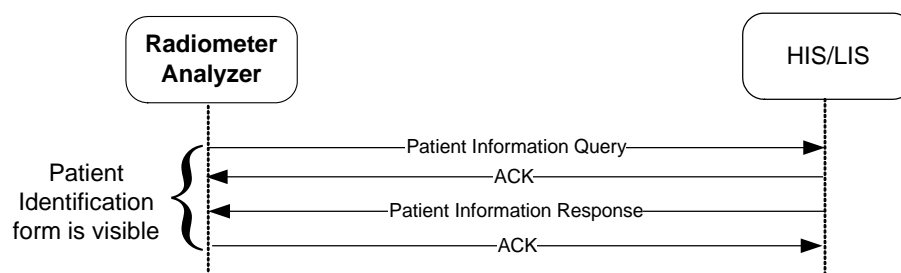 Radiometer
Analyzer
HIS/LIS
Patient Information Query
ACK
Patient Information Response
ACK
Patient
Identification
form is visible